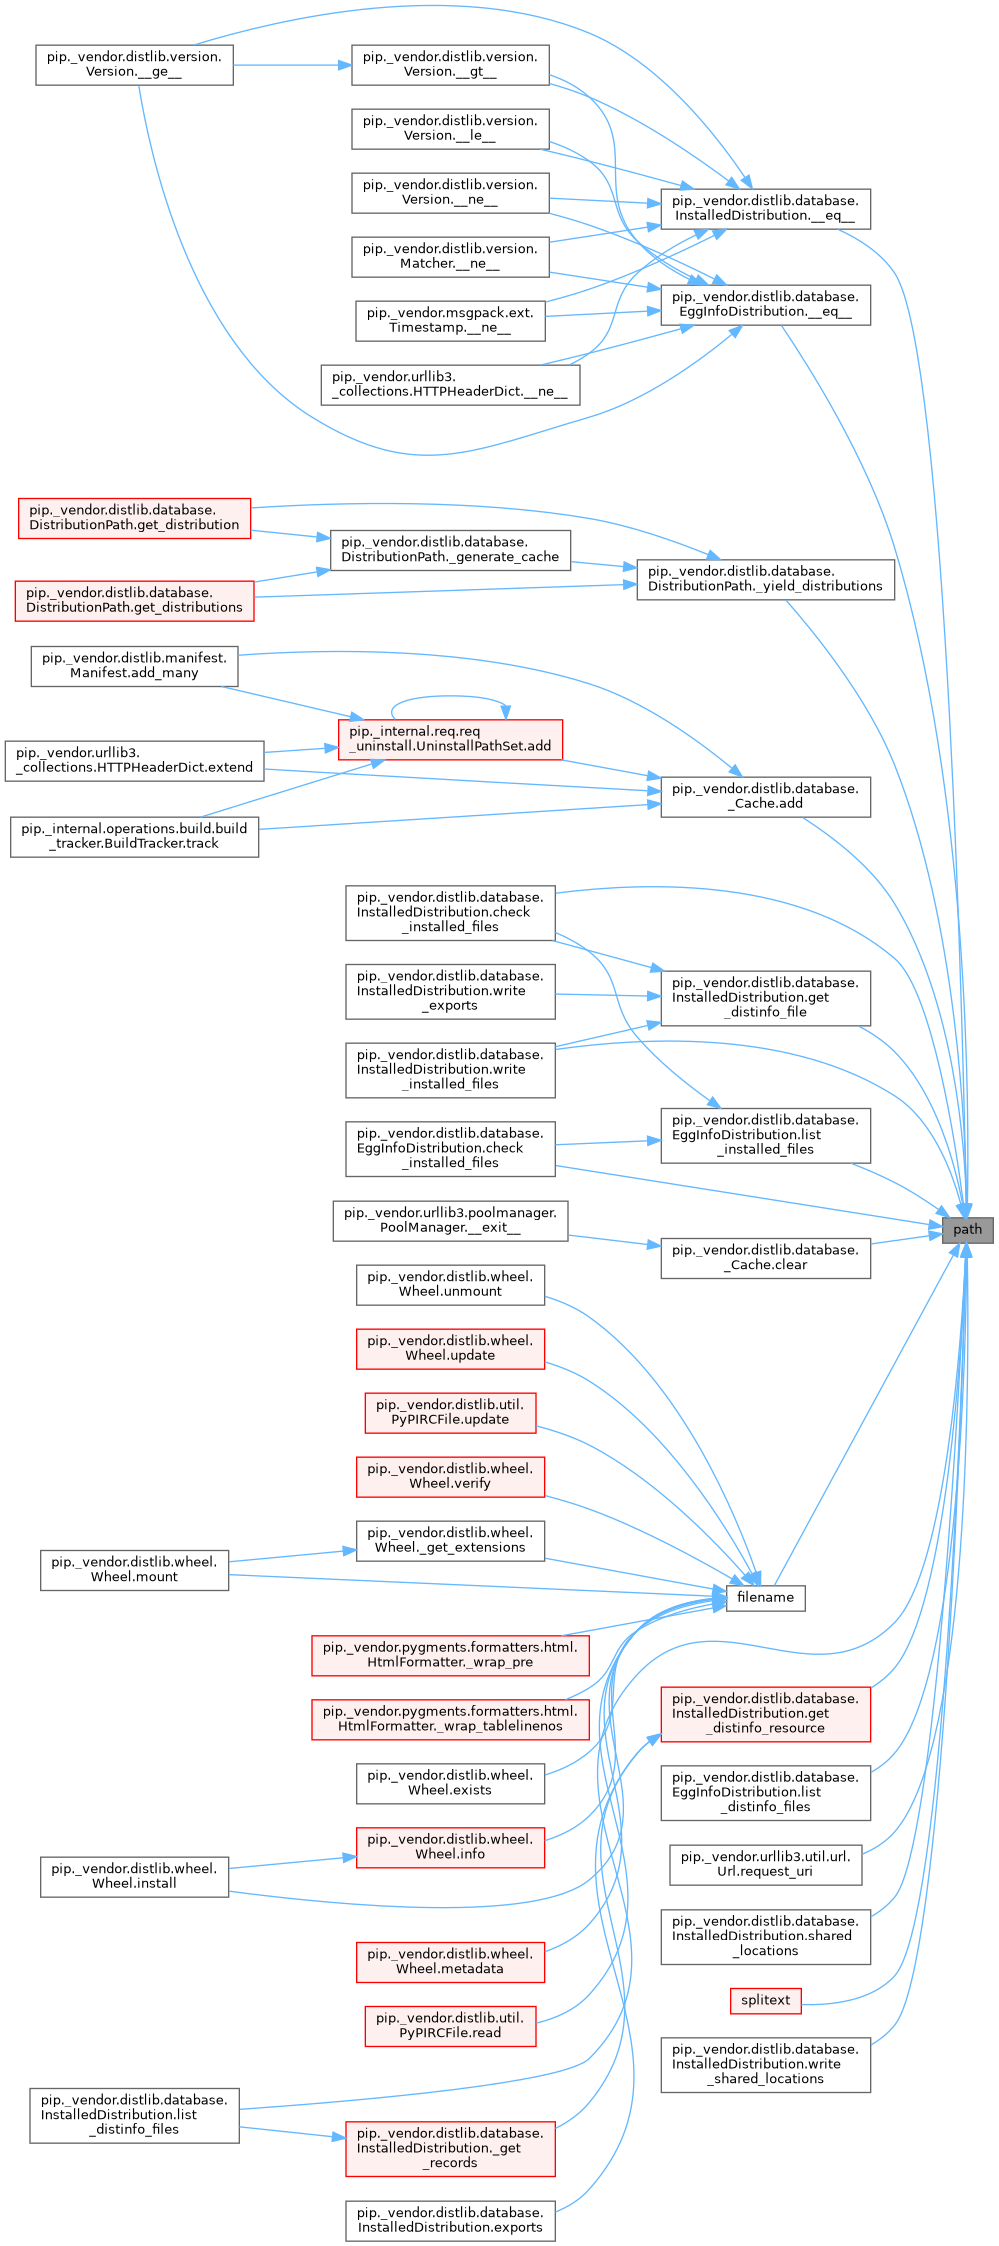 pip._vendor.distlib.version.
Version.__ge__
pip._vendor.distlib.version.
Version.__gt__
pip._vendor.distlib.version.
Version.__le__
pip._vendor.distlib.version.
Version.__ne__
pip._vendor.distlib.database.
InstalledDistribution.__eq__
pip._vendor.distlib.version.
Matcher.__ne__
pip._vendor.distlib.database.
EggInfoDistribution.__eq__
pip._vendor.msgpack.ext.
Timestamp.__ne__
pip._vendor.urllib3.
_collections.HTTPHeaderDict.__ne__
pip._vendor.distlib.database.
DistributionPath.get_distribution
pip._vendor.distlib.database.
DistributionPath._generate_cache
pip._vendor.distlib.database.
DistributionPath._yield_distributions
pip._vendor.distlib.database.
DistributionPath.get_distributions
pip._vendor.distlib.manifest.
Manifest.add_many
pip._internal.req.req
_uninstall.UninstallPathSet.add
pip._vendor.urllib3.
_collections.HTTPHeaderDict.extend
pip._vendor.distlib.database.
_Cache.add
pip._internal.operations.build.build
_tracker.BuildTracker.track
pip._vendor.distlib.database.
InstalledDistribution.check
_installed_files
pip._vendor.distlib.database.
InstalledDistribution.write
_exports
pip._vendor.distlib.database.
InstalledDistribution.get
_distinfo_file
pip._vendor.distlib.database.
InstalledDistribution.write
_installed_files
pip._vendor.distlib.database.
EggInfoDistribution.list
_installed_files
pip._vendor.distlib.database.
EggInfoDistribution.check
_installed_files
pip._vendor.urllib3.poolmanager.
PoolManager.__exit__
path
pip._vendor.distlib.database.
_Cache.clear
pip._vendor.distlib.wheel.
Wheel.unmount
pip._vendor.distlib.wheel.
Wheel.update
pip._vendor.distlib.util.
PyPIRCFile.update
pip._vendor.distlib.wheel.
Wheel.verify
pip._vendor.distlib.wheel.
Wheel._get_extensions
pip._vendor.distlib.wheel.
Wheel.mount
filename
pip._vendor.pygments.formatters.html.
HtmlFormatter._wrap_pre
pip._vendor.pygments.formatters.html.
HtmlFormatter._wrap_tablelinenos
pip._vendor.distlib.database.
InstalledDistribution.get
_distinfo_resource
pip._vendor.distlib.wheel.
Wheel.exists
pip._vendor.distlib.database.
EggInfoDistribution.list
_distinfo_files
pip._vendor.distlib.wheel.
Wheel.info
pip._vendor.urllib3.util.url.
Url.request_uri
pip._vendor.distlib.wheel.
Wheel.install
pip._vendor.distlib.database.
InstalledDistribution.shared
_locations
pip._vendor.distlib.wheel.
Wheel.metadata
splitext
pip._vendor.distlib.util.
PyPIRCFile.read
pip._vendor.distlib.database.
InstalledDistribution.write
_shared_locations
pip._vendor.distlib.database.
InstalledDistribution.list
_distinfo_files
pip._vendor.distlib.database.
InstalledDistribution._get
_records
pip._vendor.distlib.database.
InstalledDistribution.exports